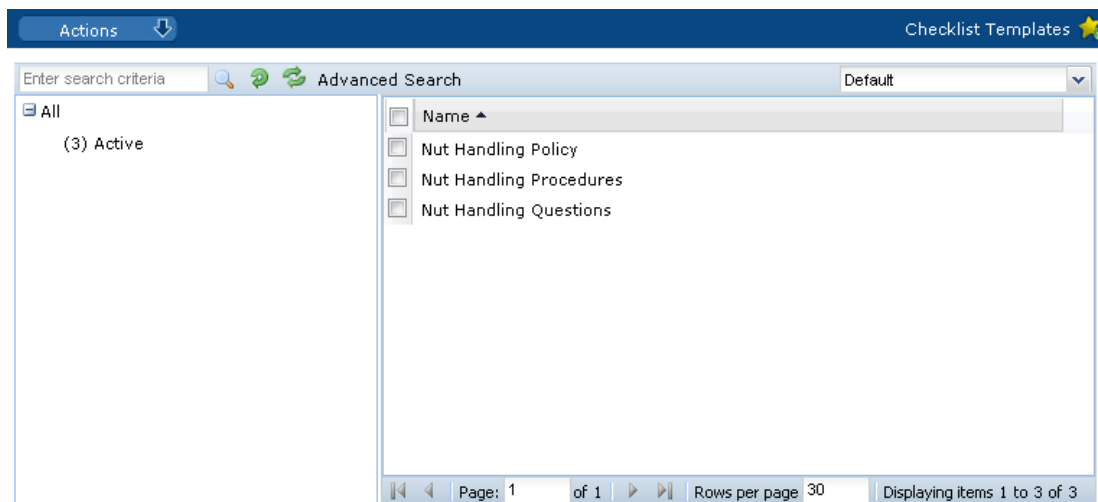 Actions
Checklist Templates
Enter search criteria
Advanced Search
Default
All
(3) Active
Name
Nut Handling Policy
Nut Handling Procedures
Nut Handling Questions
Page: 1 of 1
Rows per page 30
Displaying items 1 to 3 of 3